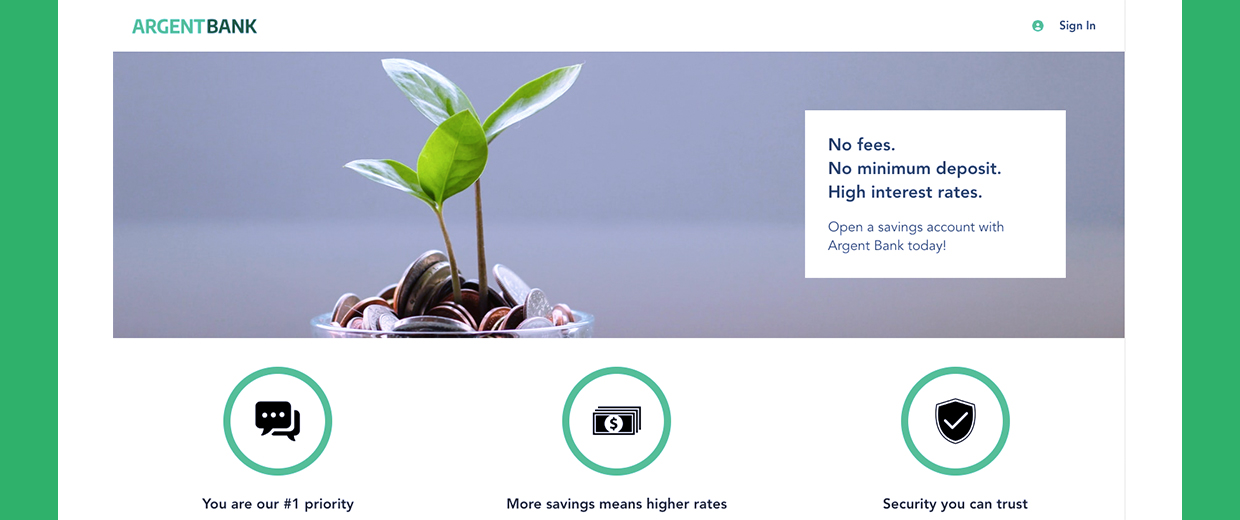 ARGENTBANK
Sign In
No fees.
No minimum deposit.
High interest rates.
Open a savings account with
Argent Bank today!
$
You are our #1 priority
More savings means higher rates
Security you can trust